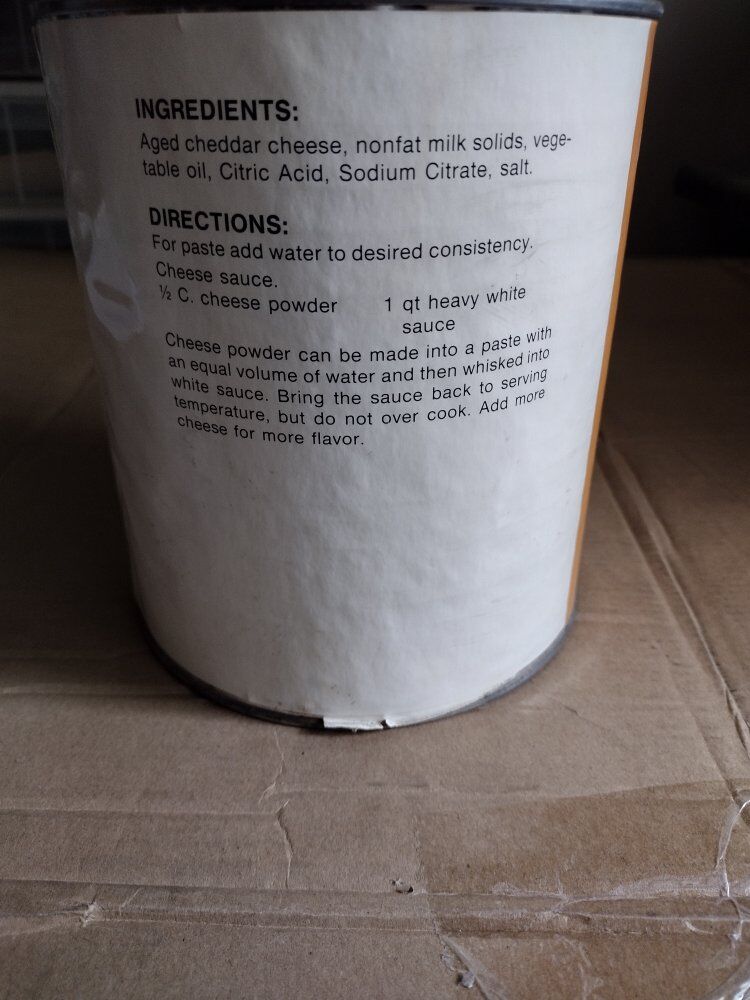 INGREDIENTS:
Aged cheddar cheese, nonfat milk solids, vege-
table oil, Citric Acid, Sodium Citrate, salt.
DIRECTIONS:
For paste add water to desired consistency.
Cheese sauce.
½ C. cheese powder 1 qt heavy white
sauce
Cheese powder can be made into a paste with
an equal volume of water and then whisked into
white sauce. Bring the sauce back to serving
temperature, but do not over cook. Add more
cheese for more flavor.